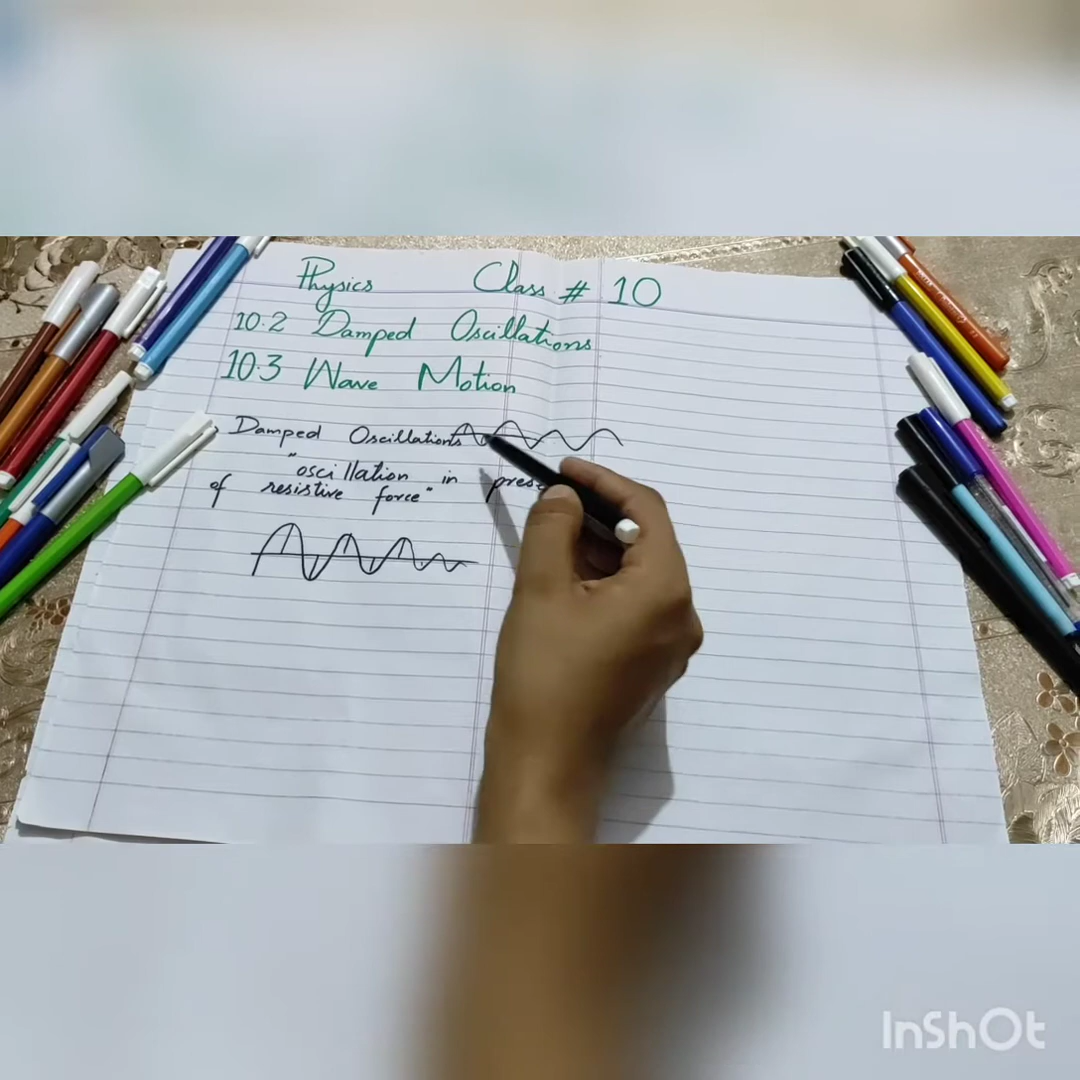 Physics Class # 10
10.2 Damped Oscillations
10.3 Wave Motion
Damped Oscillations
"oscillation in
of resistive force"
InShOt